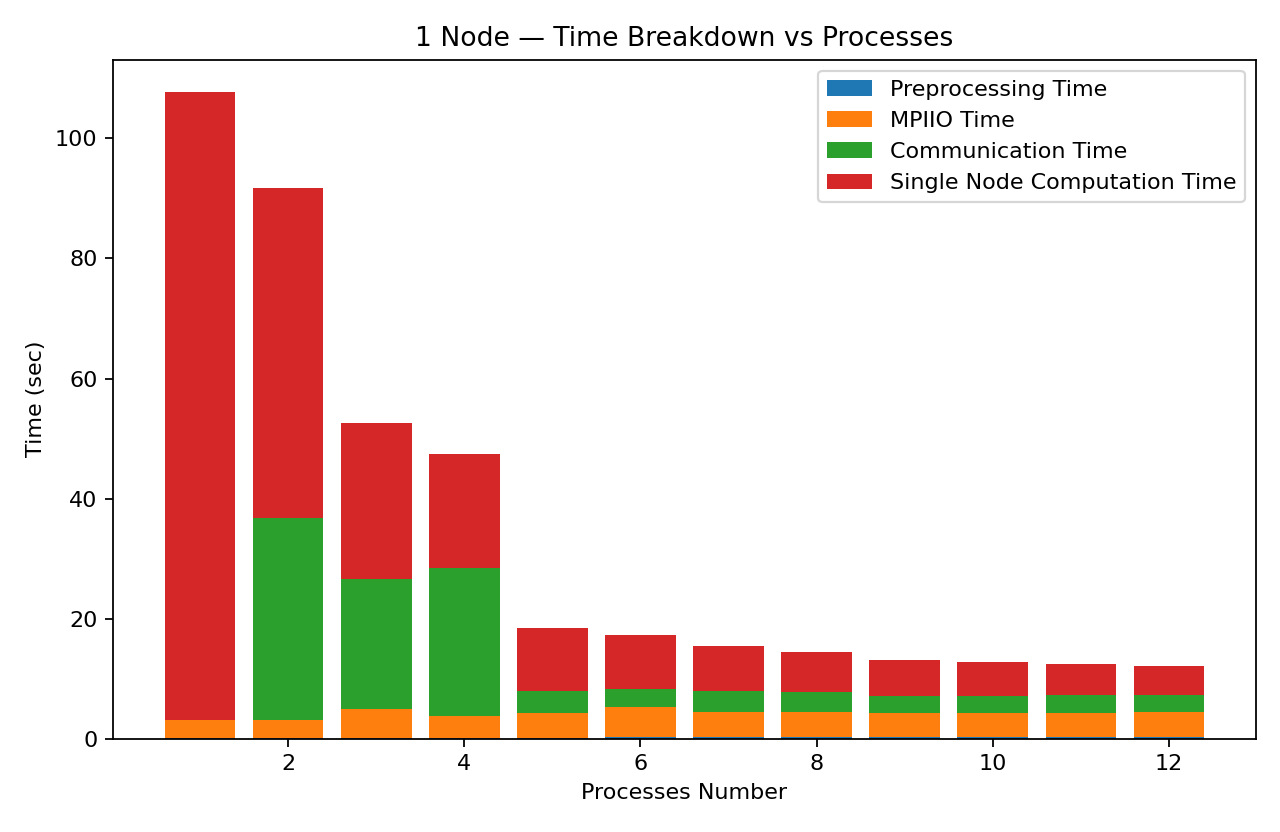 1 Node — Time Breakdown vs Processes
Preprocessing Time
MPIIO Time
Communication Time
Single Node Computation Time
Time (sec)
100
80
60
40
20
0
2 4 6 8 10 12
Processes Number